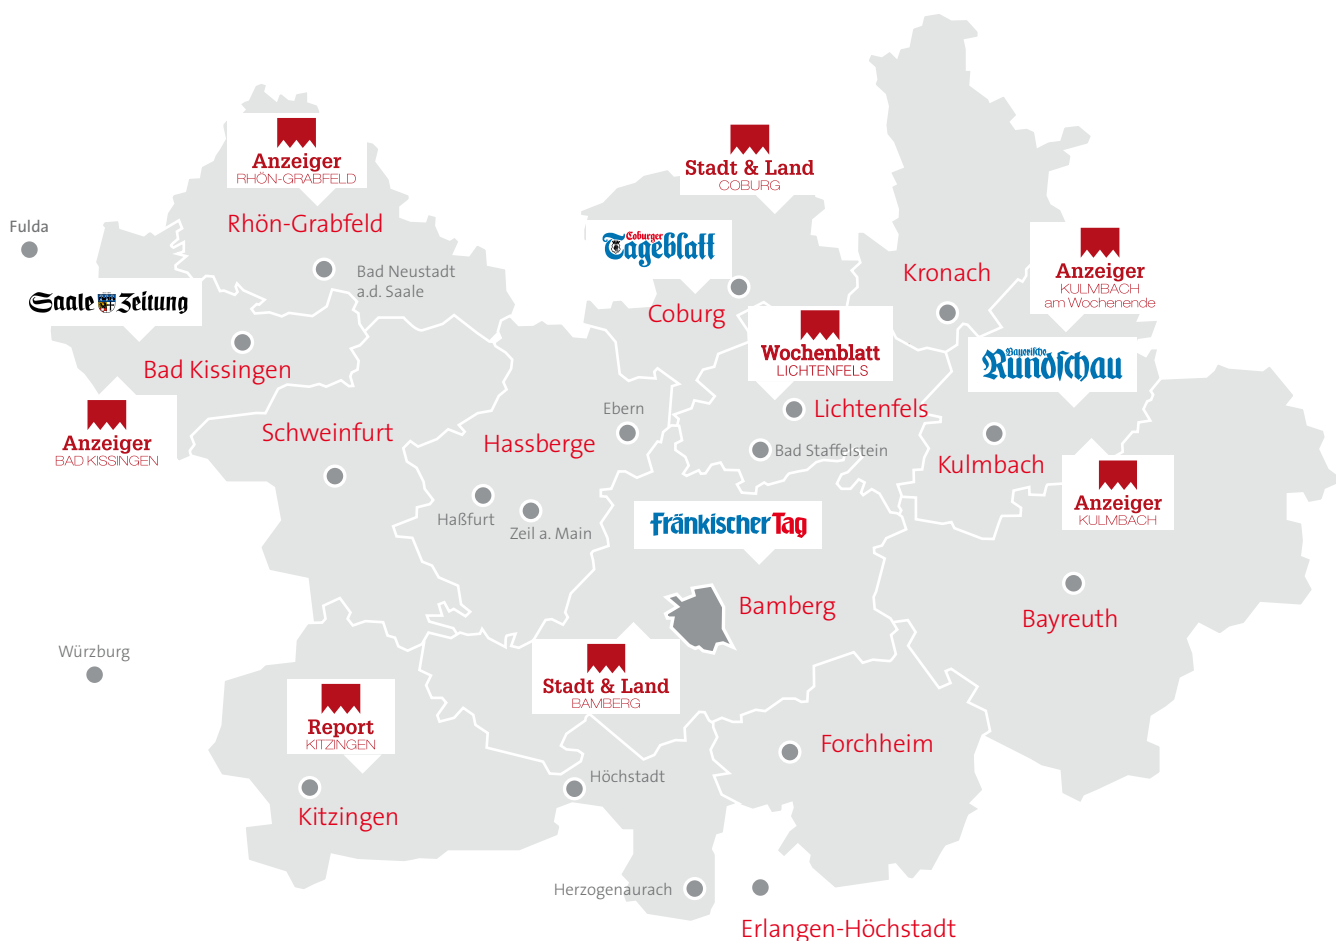 Stadt & Land
COBURG
Anzeiger
RHÖN-GRABFELD
Rhön-Grabfeld
Fulda
Coburger
Tageblatt
Bad Neustadt
a.d. Saale
Kronach
Anzeiger
KULMBACH
am Wochenende
Saale Zeitung
Coburg
Wochenblatt
LICHTENFELS
Bayerische
Rundschau
Bad Kissingen
Anzeiger
BAD KISSINGEN
Schweinfurt
Hassberge
Ebern
Lichtenfels
Bad Staffelstein
Kulmbach
Anzeiger
KULMBACH
Haßfurt
Zeil a. Main
Fränkischer Tag
Bamberg
Bayreuth
Würzburg
Stadt & Land
BAMBERG
Report
KITZINGEN
Forchheim
Höchstadt
Kitzingen
Herzogenaurach
Erlangen-Höchstadt